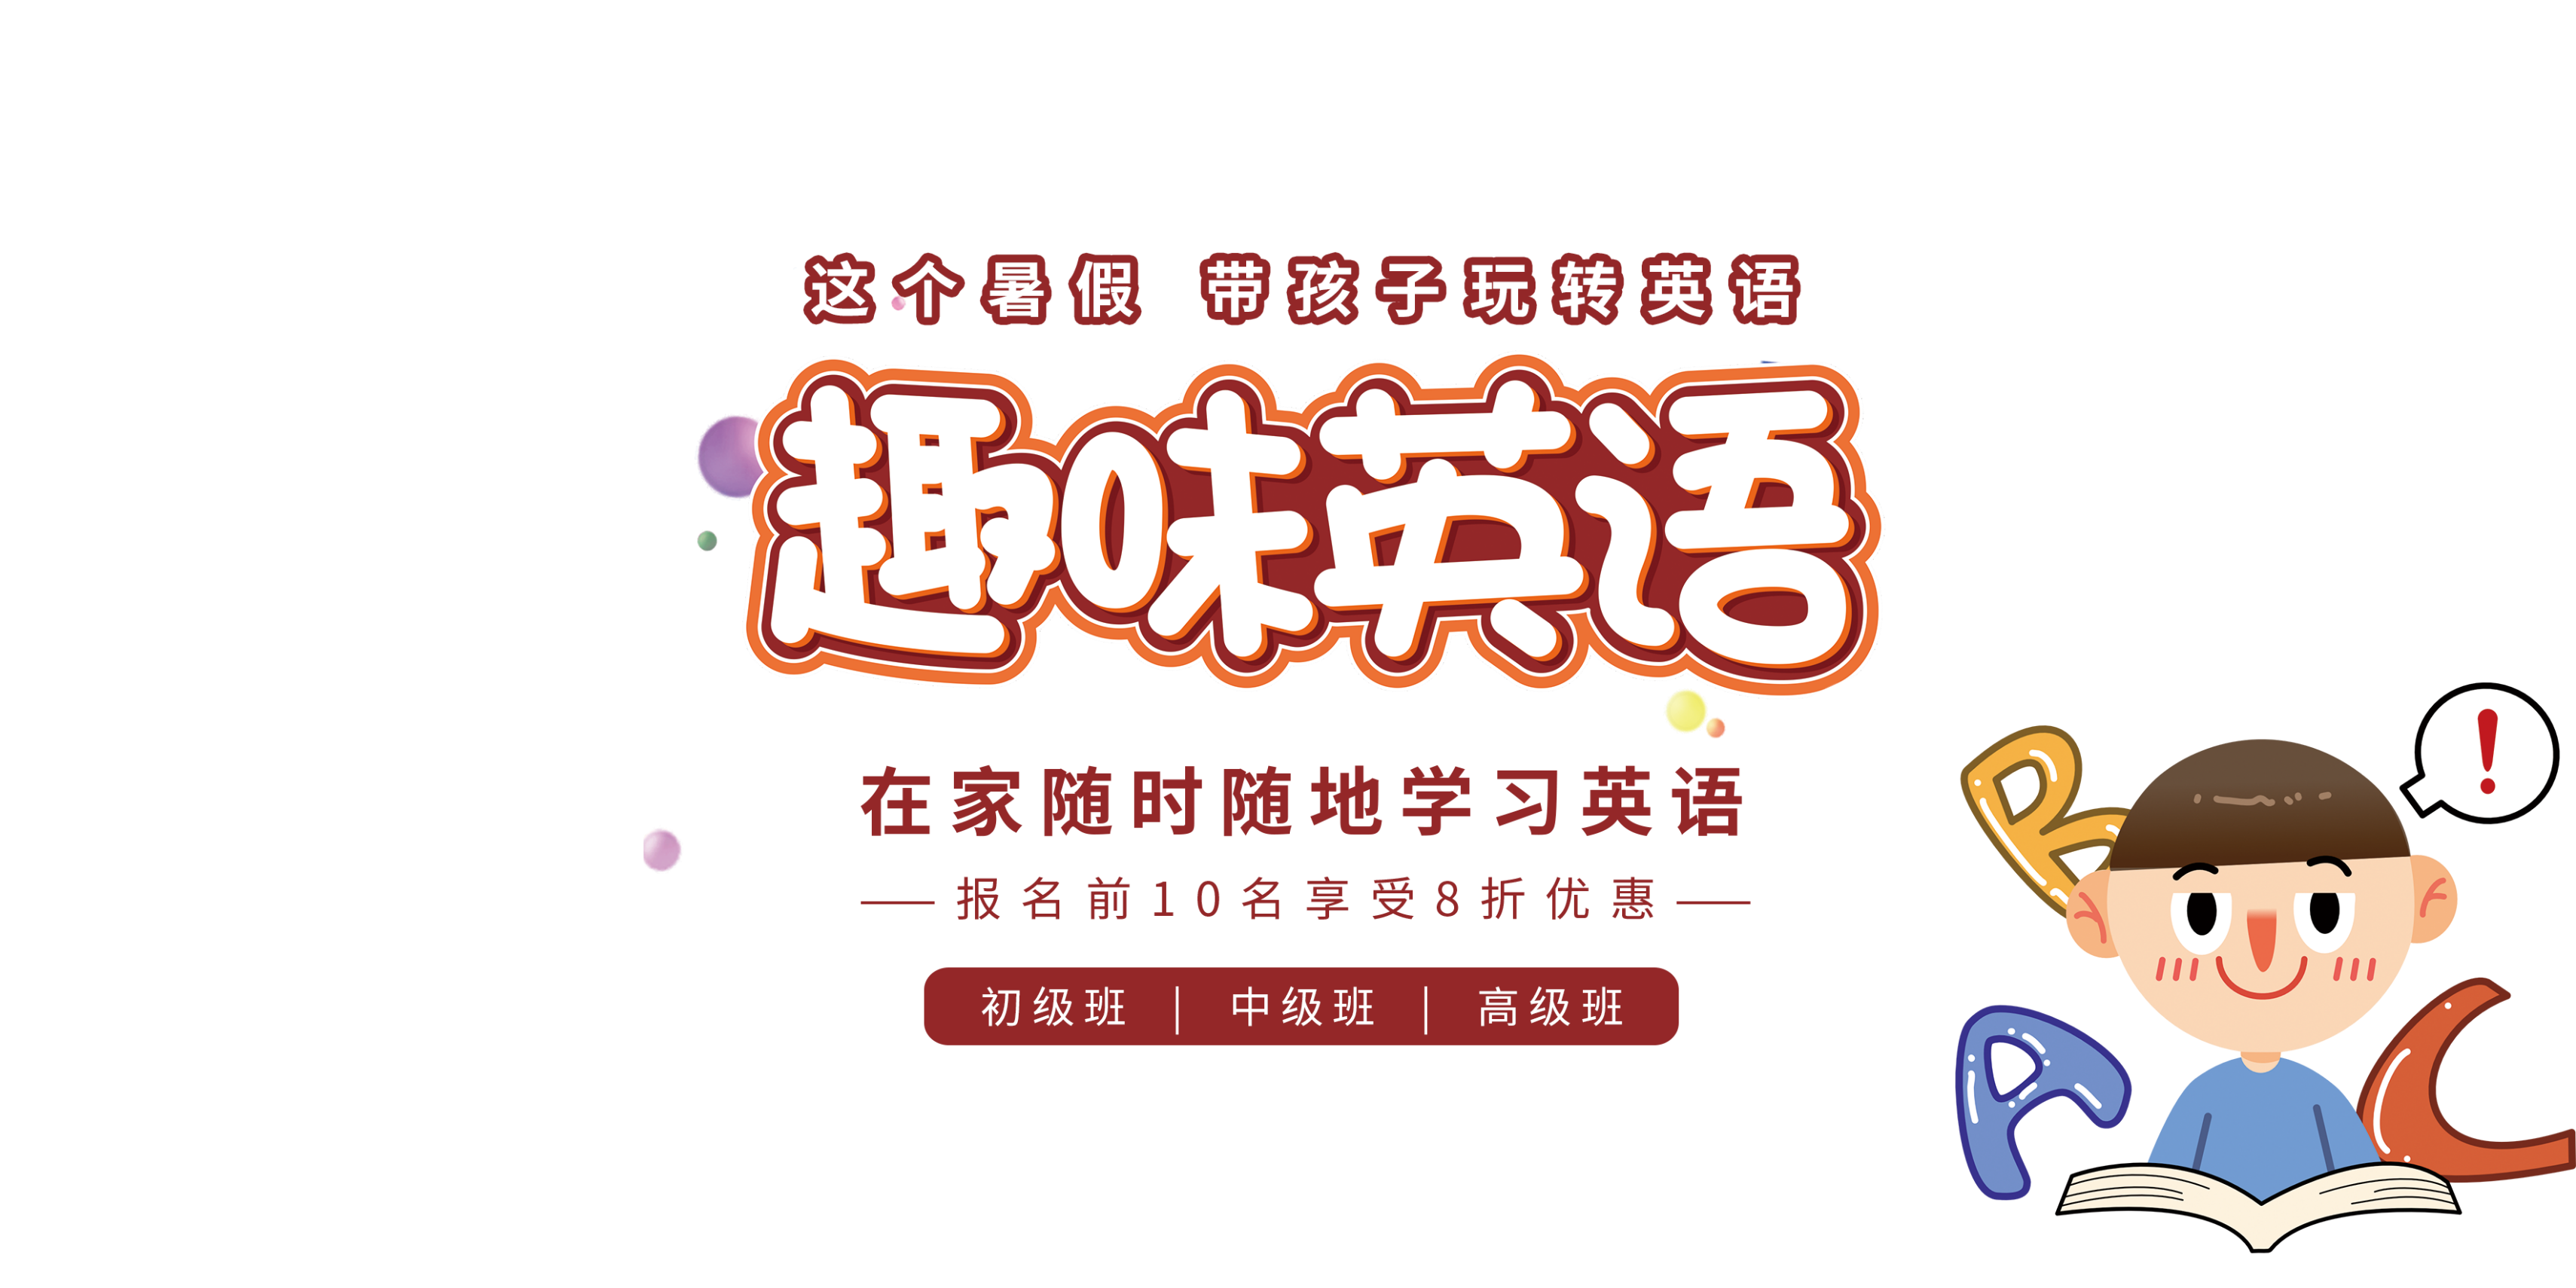 这个暑假 带孩子玩转英语
趣味英语
在家随时随地学习英语
报名前10名享受8折优惠
初级班 | 中级班 | 高级班
!
R
A
C